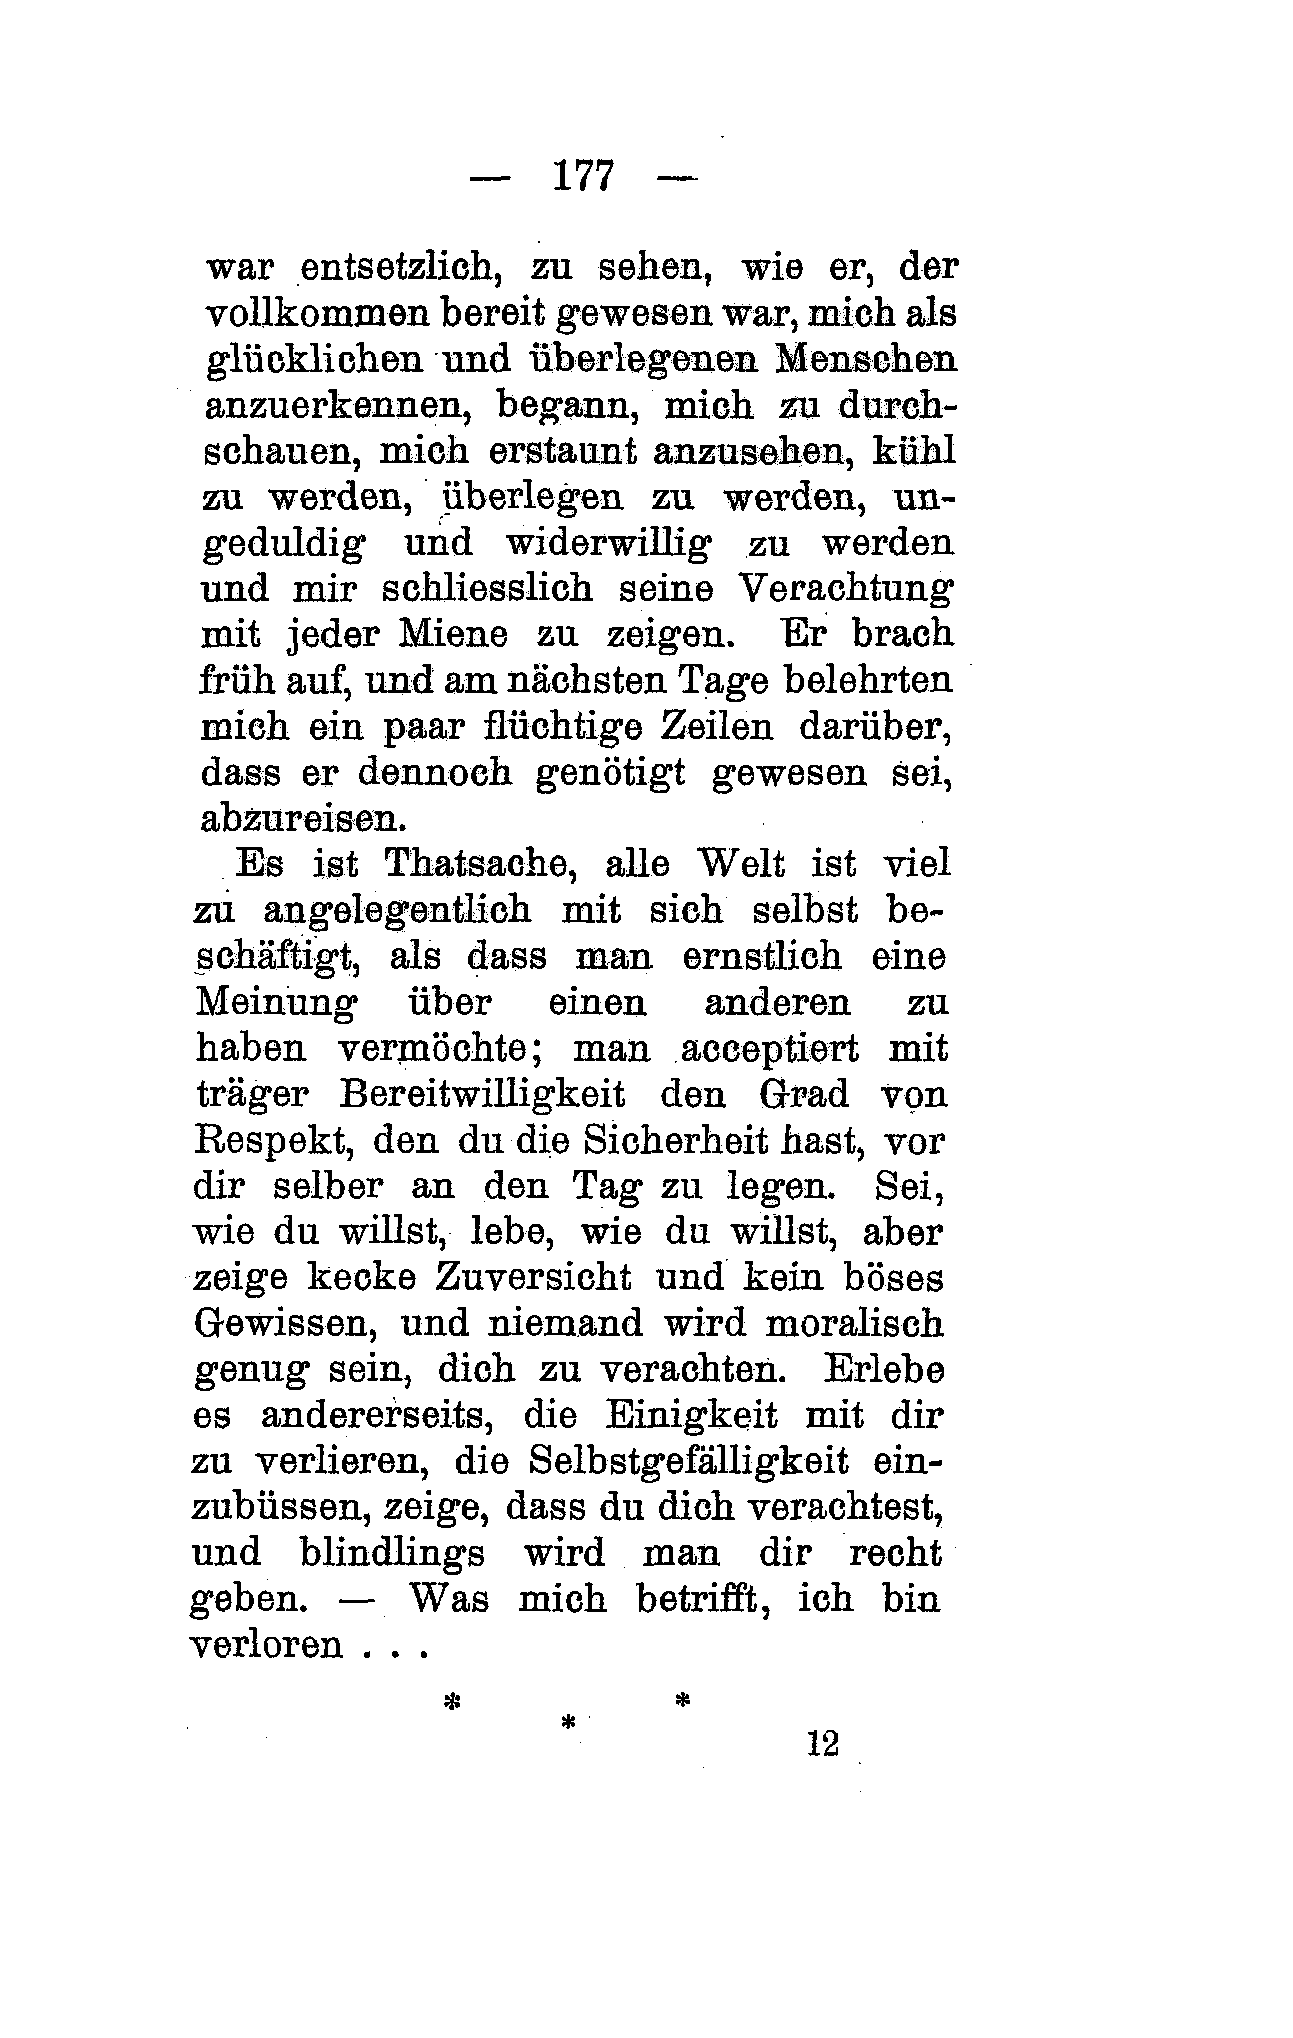 — 177 —
war entsetzlich, zu sehen, wie er, der
vollkommen bereit gewesen war, mich als
glücklichen und überlegenen Menschen
anzuerkennen, begann, mich zu durch-
schauen, mich erstaunt anzusehen, kühl
zu werden, überlegen zu werden, un-
geduldig und widerwillig zu werden
und mir schliesslich seine Verachtung
mit jeder Miene zu zeigen. Er brach
früh auf, und am nächsten Tage belehrten
mich ein paar flüchtige Zeilen darüber,
dass er dennoch genötigt gewesen sei,
abzureisen.
Es ist Thatsache, alle Welt ist viel
zu angelegentlich mit sich selbst be-
schäftigt, als dass man ernstlich eine
Meinung über einen anderen zu
haben vermöchte; man acceptiert mit
träger Bereitwilligkeit den Grad von
Respekt, den du die Sicherheit hast, vor
dir selber an den Tag zu legen. Sei,
wie du willst, lebe, wie du willst, aber
zeige kecke Zuversicht und kein böses
Gewissen, und niemand wird moralisch
genug sein, dich zu verachten. Erlebe
es andererseits, die Einigkeit mit dir
zu verlieren, die Selbstgefälligkeit ein-
zubüssen, zeige, dass du dich verachtest,
und blindlings wird man dir recht
geben. — Was mich betrifft, ich bin
verloren . . .
* *
*
12